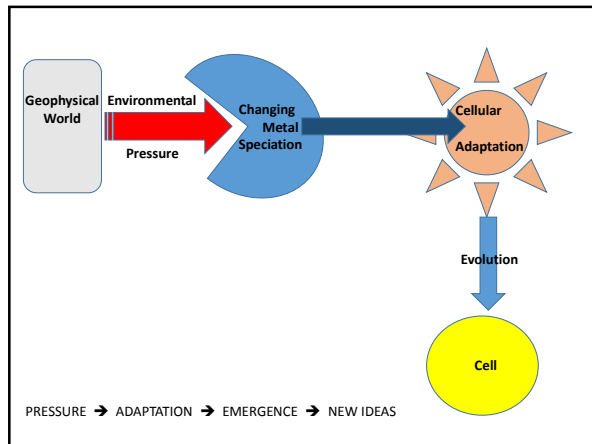 Geophysical
World
Environmental
Pressure
Changing
Metal
Speciation
Cellular
Adaptation
Evolution
Cell
PRESSURE → ADAPTATION → EMERGENCE → NEW IDEAS